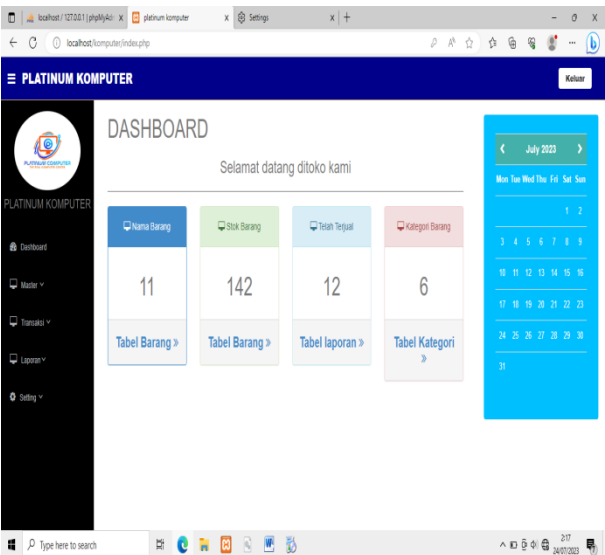 localhost / 127.0.0.1 | phpMyAdm x platinum komputer x Settings x
localhost/komputer/index.php
≡ PLATINUM KOMPUTER Keluar
PLATINUM COMPUTER
PLATINUM KOMPUTER
Dashboard
Master
Transaksi
Laporan
Setting
DASHBOARD
Selamat datang ditoko kami
Nama Barang
11
Tabel Barang »
Stok Barang
142
Tabel Barang »
Telah Terjual
12
Tabel laporan »
Kategori Barang
6
Tabel Kategori
»
July 2023
Mon Tue Wed Thu Fri Sat Sun
1 2
3 4 5 6 7 8 9
10 11 12 13 14 15 16
17 18 19 20 21 22 23
24 25 26 27 28 29 30
31
Type here to search
2:17
24/07/2023